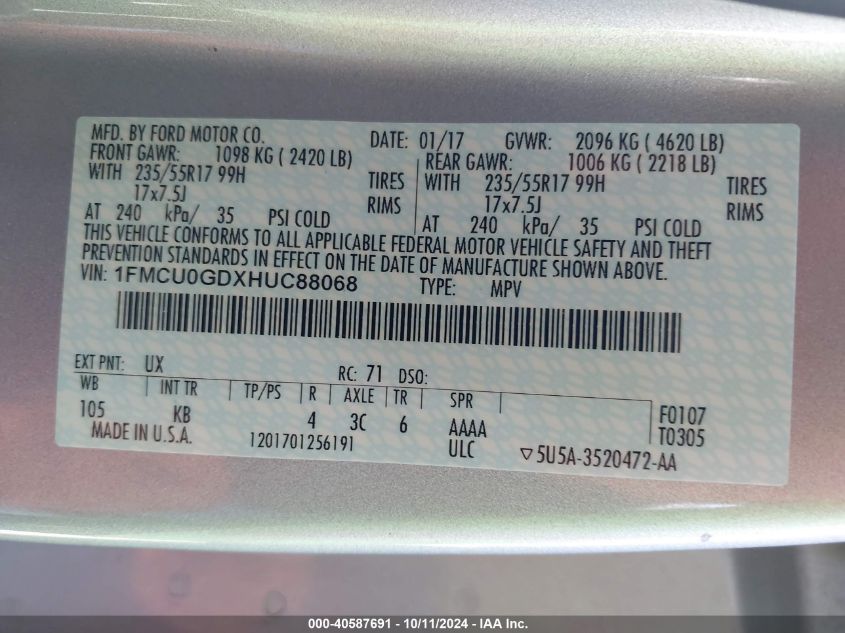 MFD. BY FORD MOTOR CO. DATE: 01/17 GVWR: 2096 KG ( 4620 LB)
FRONT GAWR: 1098 KG ( 2420 LB) REAR GAWR: 1006 KG ( 2218 LB)
WITH 235/55R17 99H TIRES WITH 235/55R17 99H TIRES
17x7.5J RIMS 17x7.5J RIMS
AT 240 kPa/ 35 PSI COLD AT 240 kPa/ 35 PSI COLD
THIS VEHICLE CONFORMS TO ALL APPLICABLE FEDERAL MOTOR VEHICLE SAFETY AND THEFT
PREVENTION STANDARDS IN EFFECT ON THE DATE OF MANUFACTURE SHOWN ABOVE.
VIN: 1FMCU0GDXHUC88068 TYPE: MPV
EXT PNT: UX RC: 71 DSO:
WB INT TR TP/PS R AXLE TR SPR
105 KB 4 3C 6 AAAA F0107
MADE IN U.S.A. 1201701256191 ULC T0305
▽5U5A-3520472-AA
000-40587691 - 10/11/2024 - IAA Inc.